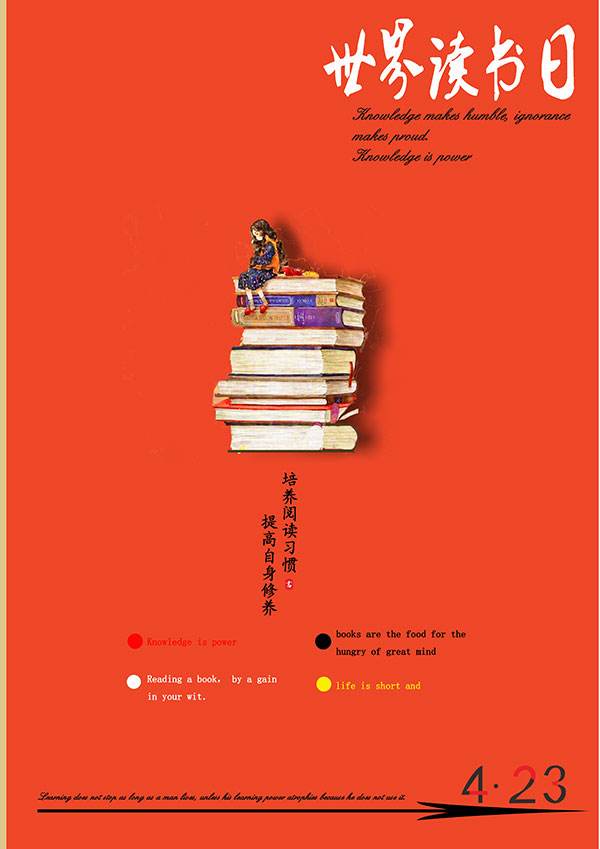 世界读书日
Knowledge makes humble, ignorance
makes proud.
Knowledge is power
培养阅读习惯
提高自身修养
Knowledge is power
books are the food for the
hungry of great mind
Reading a book， by a gain
in your wit.
life is short and
4·23
Learning does not stop as long as a man lives, unless his learning power atrophies because he does not use it.